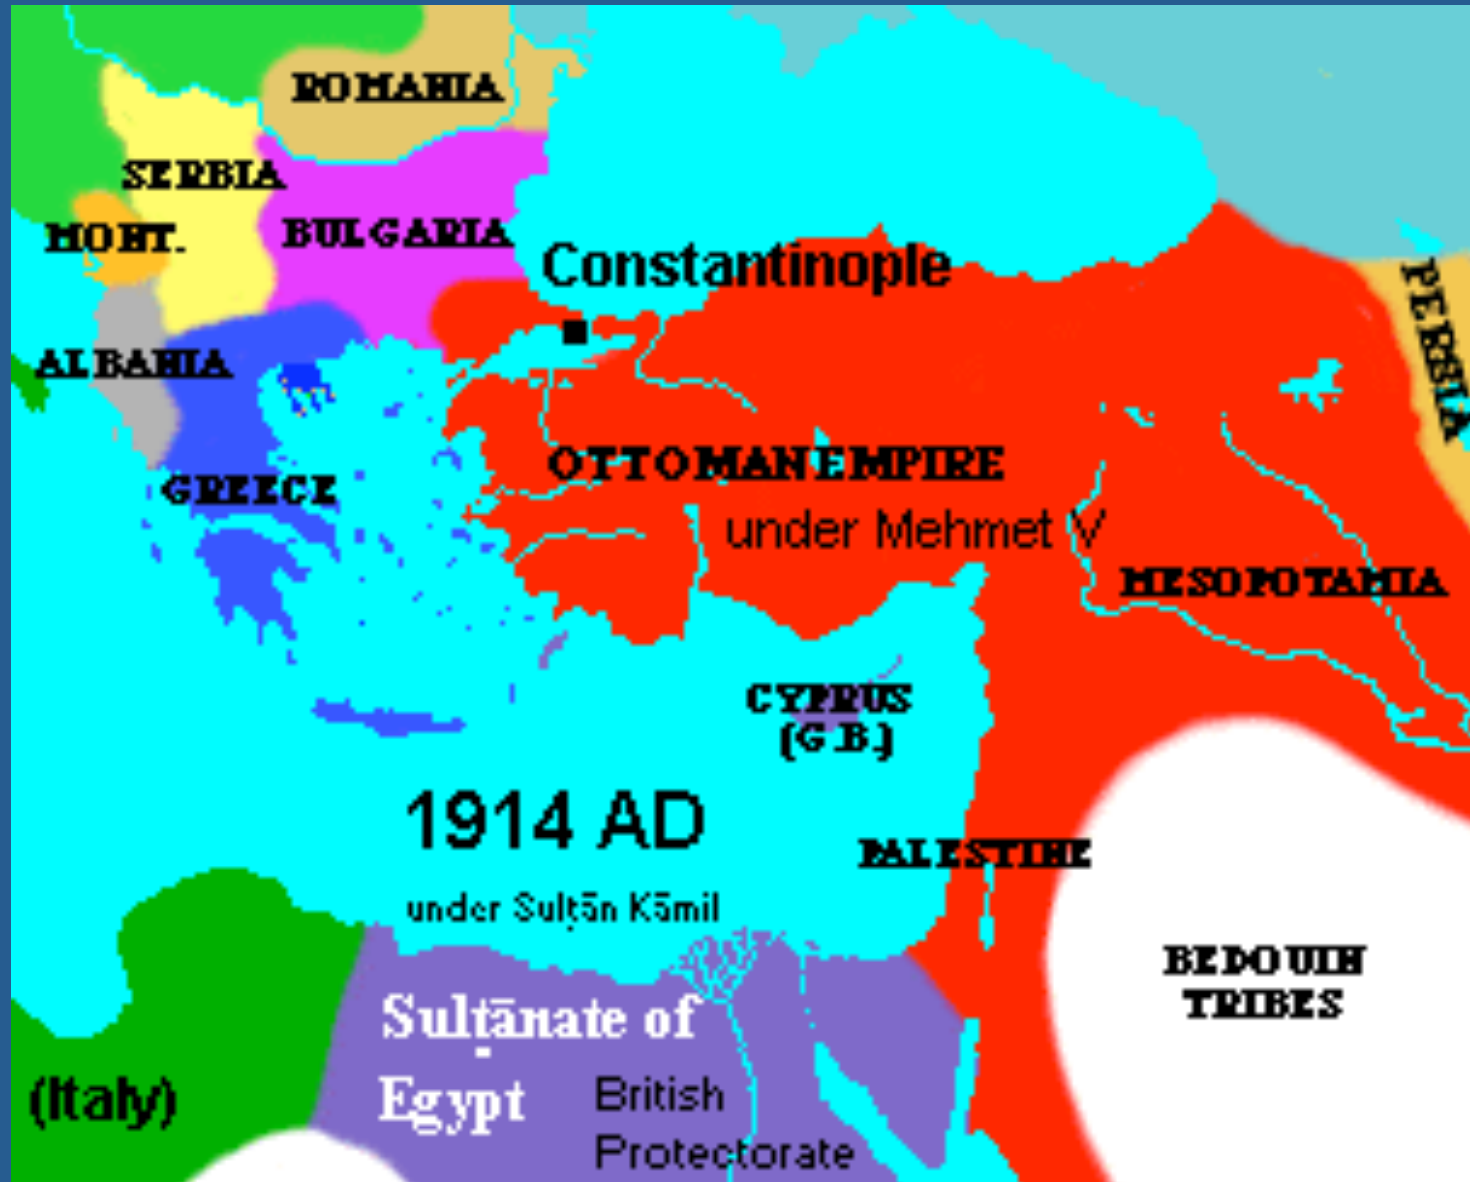 ROMANIA
SERBIA
MONT.
BULGARIA
Constantinople
PERSIA
ALBANIA
GREECE
OTTOMAN EMPIRE
under Mehmet V
MESOPOTAMIA
CYPRUS
(G.B.)
1914 AD
under Sulṭān Kāmil
PALESTINE
BEDOUIN
TRIBES
Sulṭānate of
Egypt
British
Protectorate
(Italy)